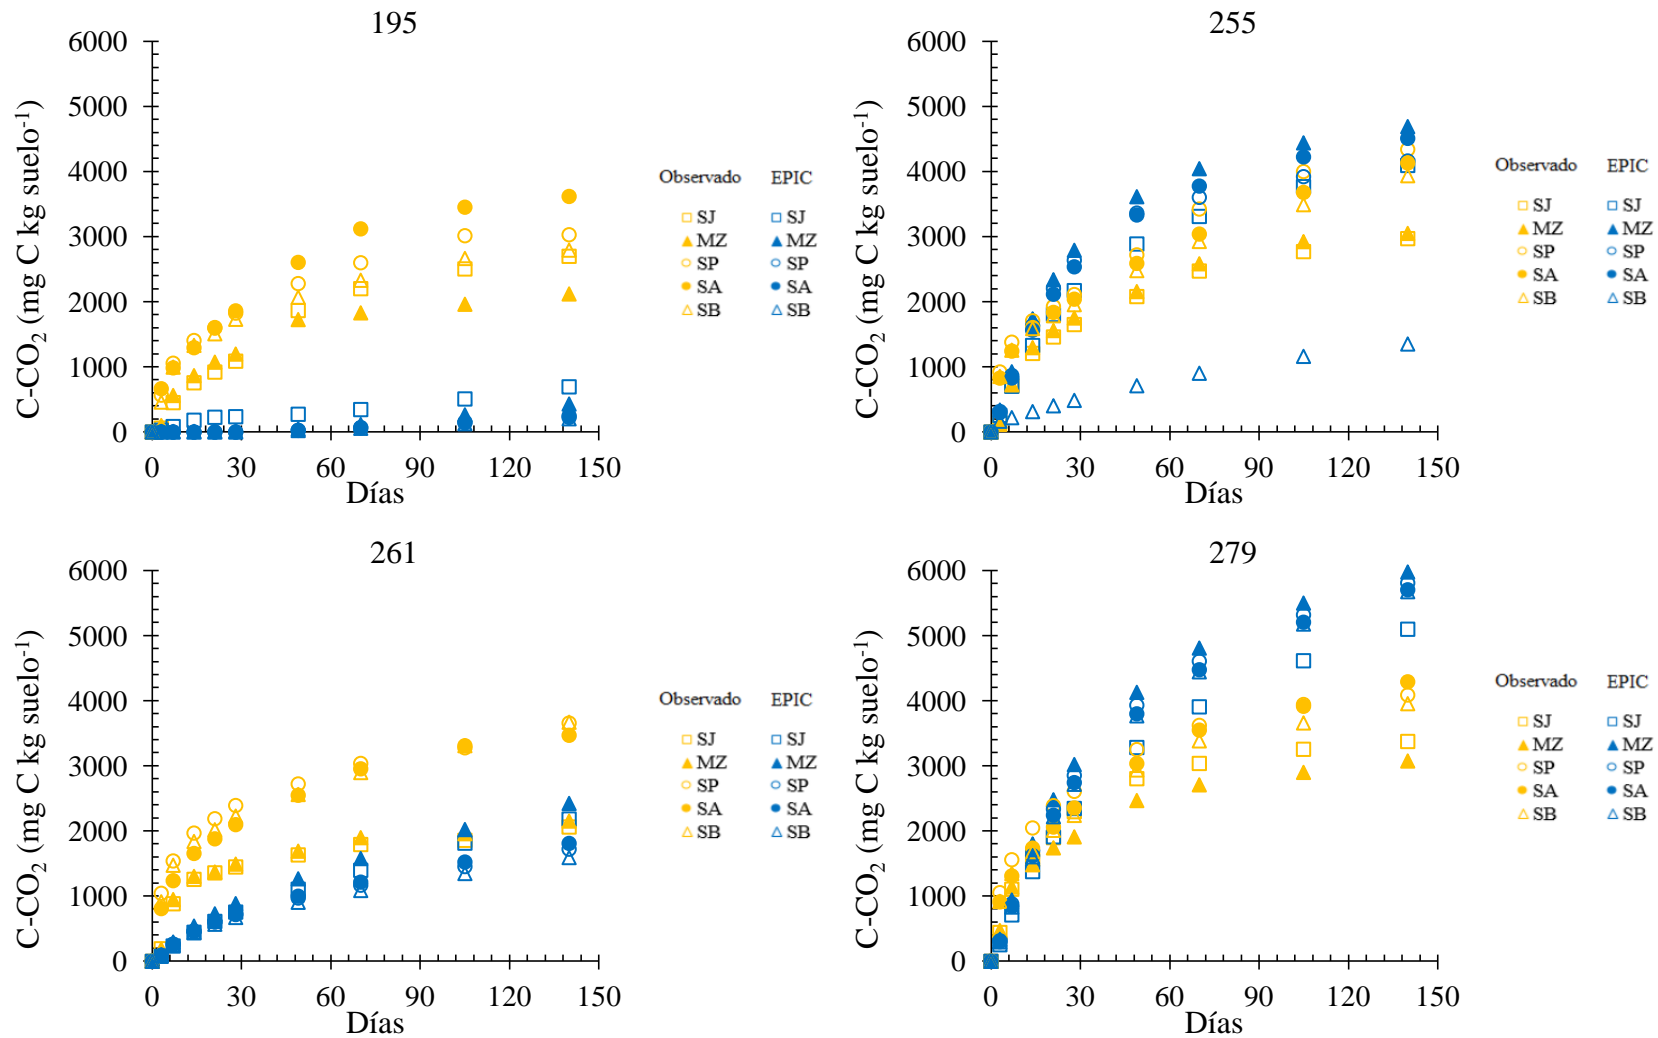 195
6000
5000
4000
3000
2000
1000
0
0 30 60 90 120 150
Días
C-CO2 (mg C kg suelo-1)
Observado EPIC
SJ SJ
MZ MZ
SP SP
SA SA
SB SB
255
6000
5000
4000
3000
2000
1000
0
0 30 60 90 120 150
Días
C-CO2 (mg C kg suelo-1)
Observado EPIC
SJ SJ
MZ MZ
SP SP
SA SA
SB SB
261
6000
5000
4000
3000
2000
1000
0
0 30 60 90 120 150
Días
C-CO2 (mg C kg suelo-1)
Observado EPIC
SJ SJ
MZ MZ
SP SP
SA SA
SB SB
279
6000
5000
4000
3000
2000
1000
0
0 30 60 90 120 150
Días
C-CO2 (mg C kg suelo-1)
Observado EPIC
SJ SJ
MZ MZ
SP SP
SA SA
SB SB